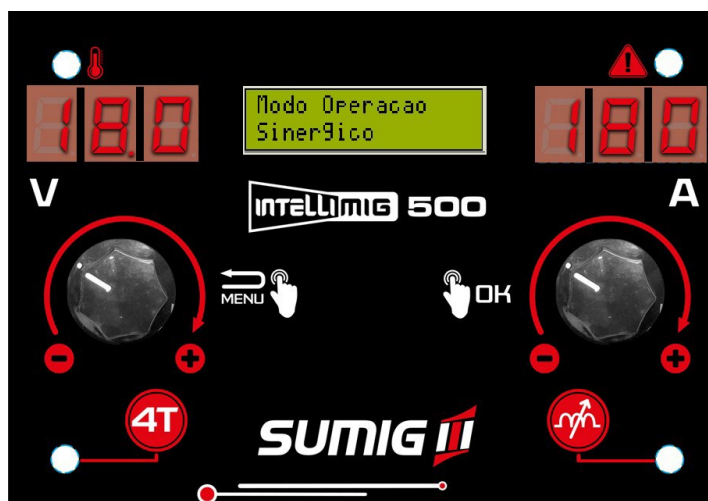 18.0
Modo Operacao
Sinergico
180
V
INTELLIMIG 500
A
MENU
OK
4T
SUMIG